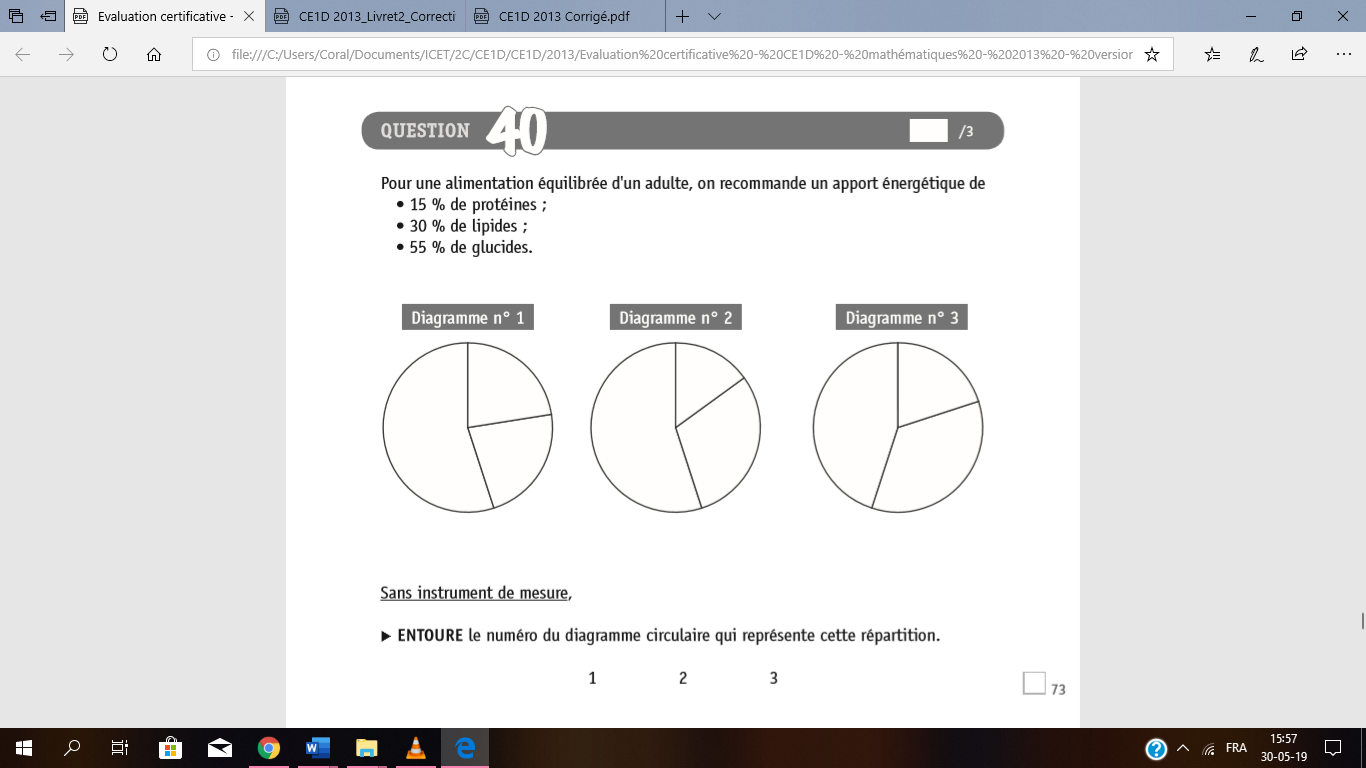 Evaluation certificative -
CE1D 2013_Livret2_Correcti
CE1D 2013 Corrigé.pdf
file:///C:/Users/Coral/Documents/ICET/2C/CE1D/CE1D/2013/Evaluation%20certificative%20-%20CE1D%20-%20mathématiques%20-%202013%20-%20versior
QUESTION 40 /3
Pour une alimentation équilibrée d'un adulte, on recommande un apport énergétique de
• 15 % de protéines ;
• 30 % de lipides ;
• 55 % de glucides.
Diagramme n° 1 Diagramme n° 2 Diagramme n° 3
Sans instrument de mesure,
▶ ENTOURE le numéro du diagramme circulaire qui représente cette répartition.
1 2 3
73
FRA
15:57
30-05-19